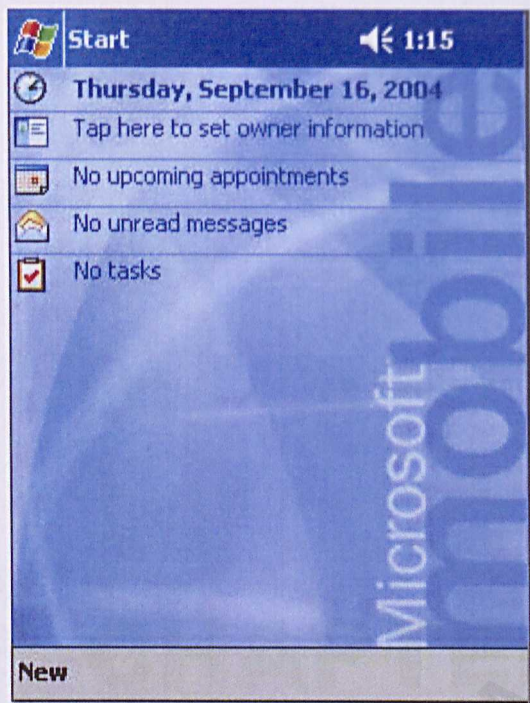 Start 1:15
Thursday, September 16, 2004
Tap here to set owner information
No upcoming appointments
No unread messages
No tasks
Microsoft
mobile
New